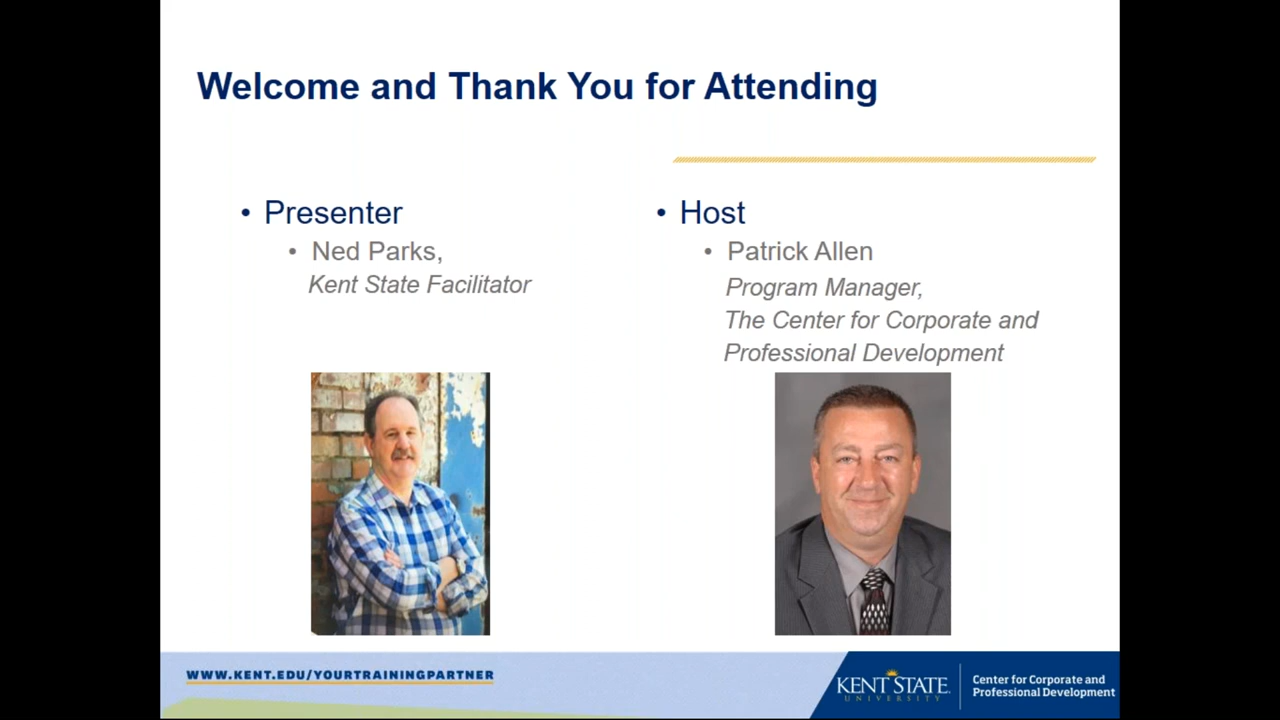 Welcome and Thank You for Attending
• Presenter
• Ned Parks,
Kent State Facilitator
• Host
• Patrick Allen
Program Manager,
The Center for Corporate and
Professional Development
WWW.KENT.EDU/YOURTRAININGPARTNER
KENT STATE
UNIVERSITY
Center for Corporate and
Professional Development